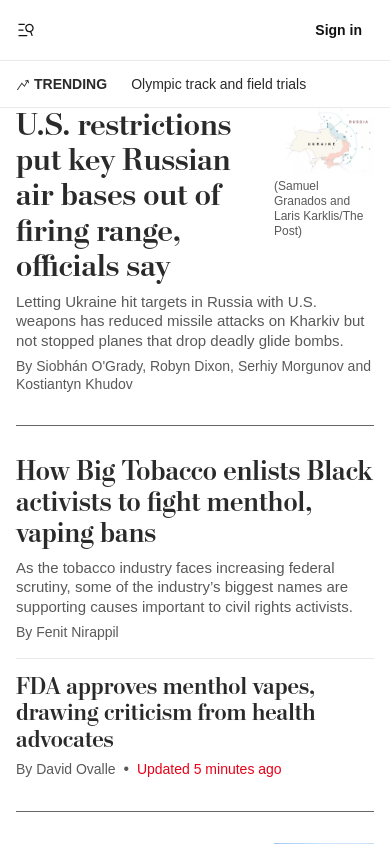 Sign in
TRENDING Olympic track and field trials
U.S. restrictions
put key Russian
air bases out of
firing range,
officials say
RUSSIA
UKRAINE
(Samuel
Granados and
Laris Karklis/The
Post)
Letting Ukraine hit targets in Russia with U.S.
weapons has reduced missile attacks on Kharkiv but
not stopped planes that drop deadly glide bombs.
By Siobhán O'Grady, Robyn Dixon, Serhiy Morgunov and
Kostiantyn Khudov
How Big Tobacco enlists Black
activists to fight menthol,
vaping bans
As the tobacco industry faces increasing federal
scrutiny, some of the industry’s biggest names are
supporting causes important to civil rights activists.
By Fenit Nirappil
FDA approves menthol vapes,
drawing criticism from health
advocates
By David Ovalle • Updated 5 minutes ago